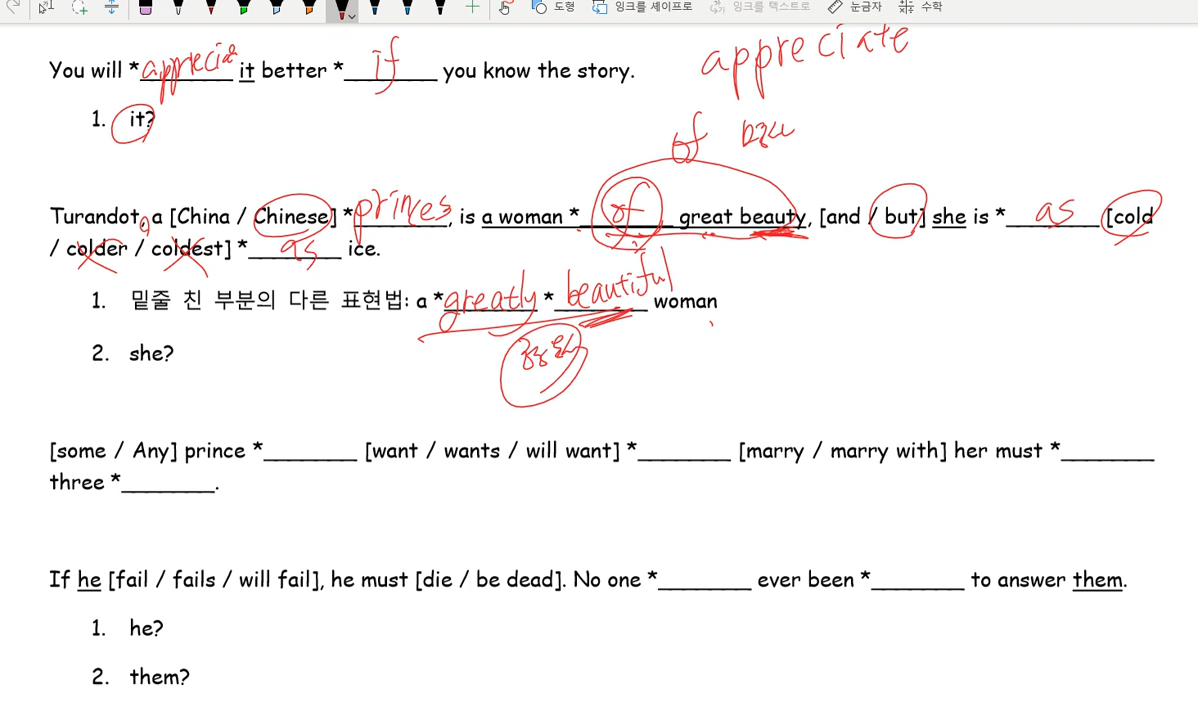 도형 잉크를 셰이프로 잉크를 텍스트로 눈금자 수학
appreciate
You will *appreciate it better * if you know the story.
1. it?
of
Turandot, a [China / Chinese] *princes, is a woman * of great beauty, [and / but] she is * as [cold
/ colder / coldest] * as ice.
1. 밑줄 친 부분의 다른 표현법: a *greatly * beautiful woman
2. she?
[some / Any] prince *________ [want / wants / will want] *________ [marry / marry with] her must *________
three *________.
If he [fail / fails / will fail], he must [die / be dead]. No one *________ ever been *________ to answer them.
1. he?
2. them?